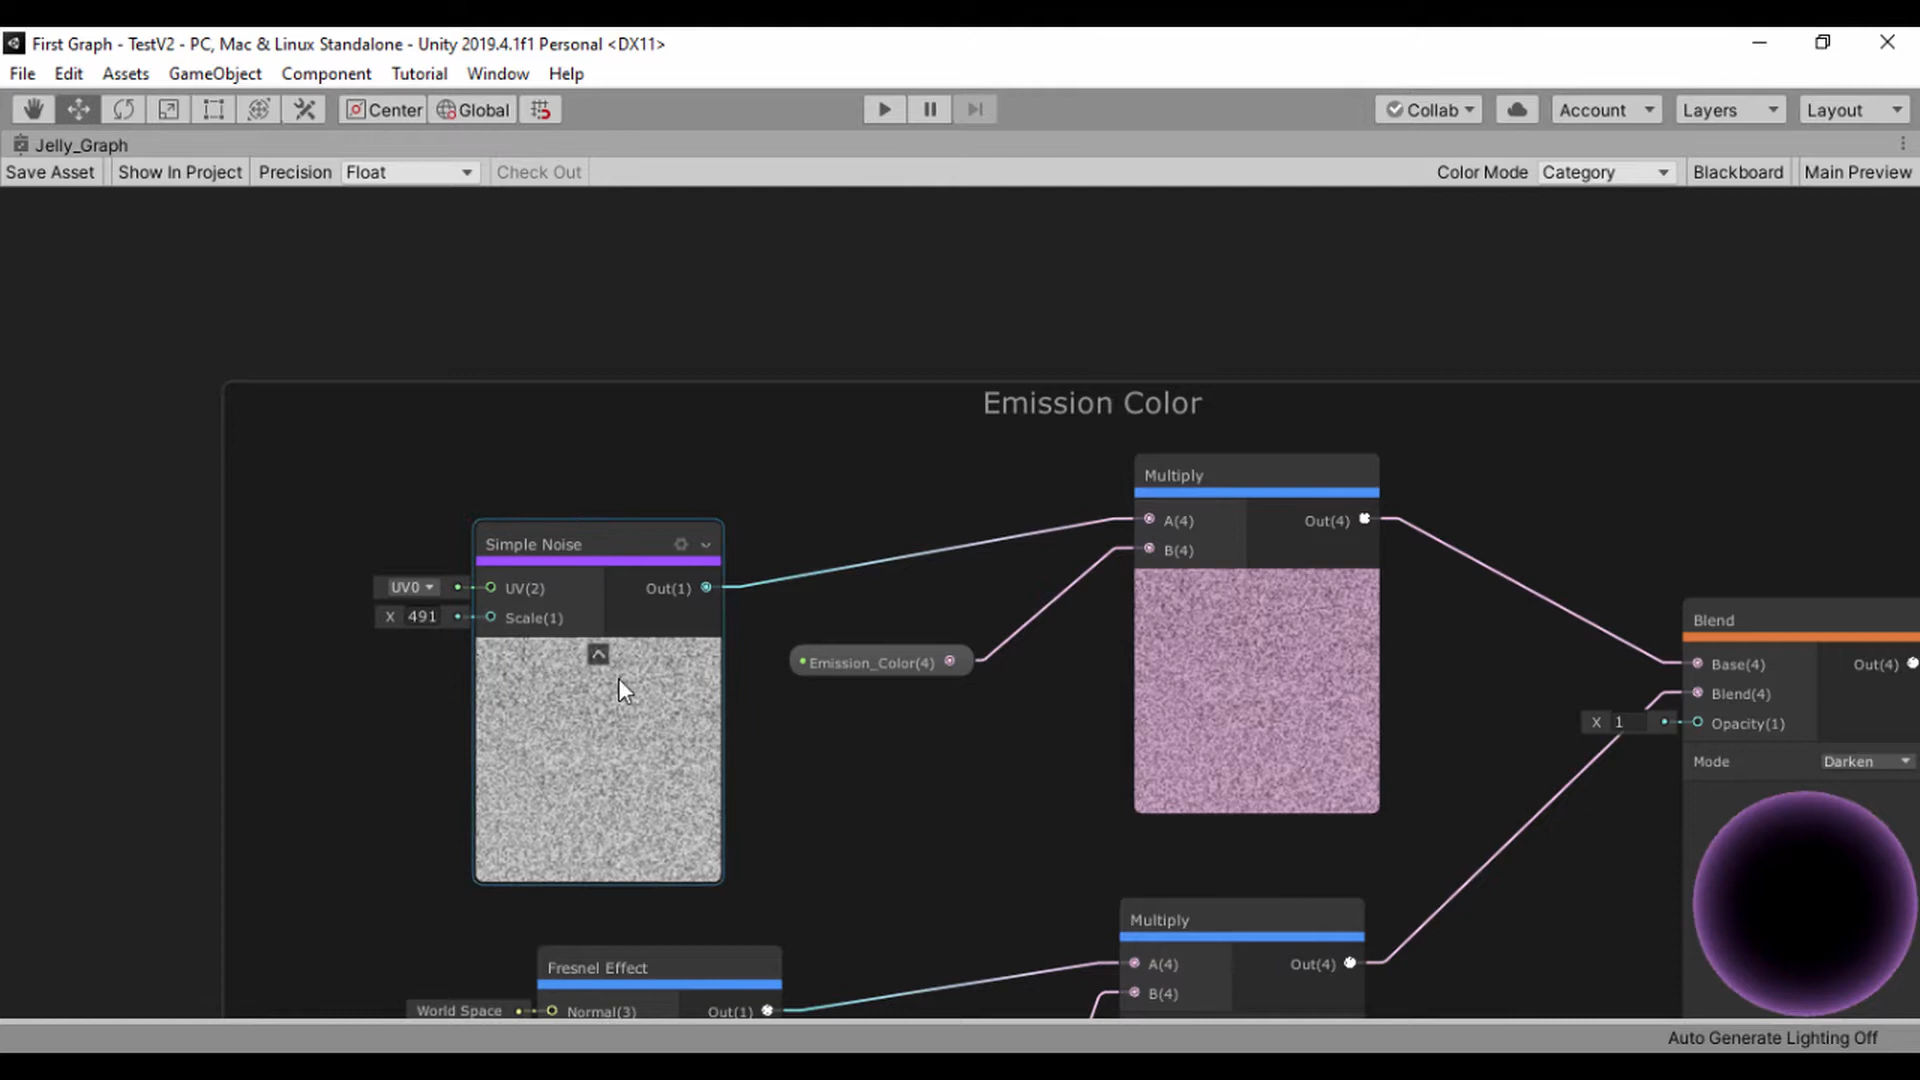 First Graph - TestV2 - PC, Mac & Linux Standalone - Unity 2019.4.1f1 Personal <DX11>
File Edit Assets GameObject Component Tutorial Window Help
Center Global Collab Account Layers Layout
Jelly_Graph
Save Asset Show In Project Precision Float Check Out Color Mode Category Blackboard Main Preview
Emission Color
Multiply
A(4) Out(4)
B(4)
Simple Noise
UV0 UV(2) Out(1)
X 491 Scale(1)
Emission_Color(4)
Blend
Base(4) Out(4)
Blend(4)
X 1 Opacity(1)
Mode Darken
Multiply
A(4) Out(4)
B(4)
Fresnel Effect
World Space Normal(3) Out(1)
Auto Generate Lighting Off